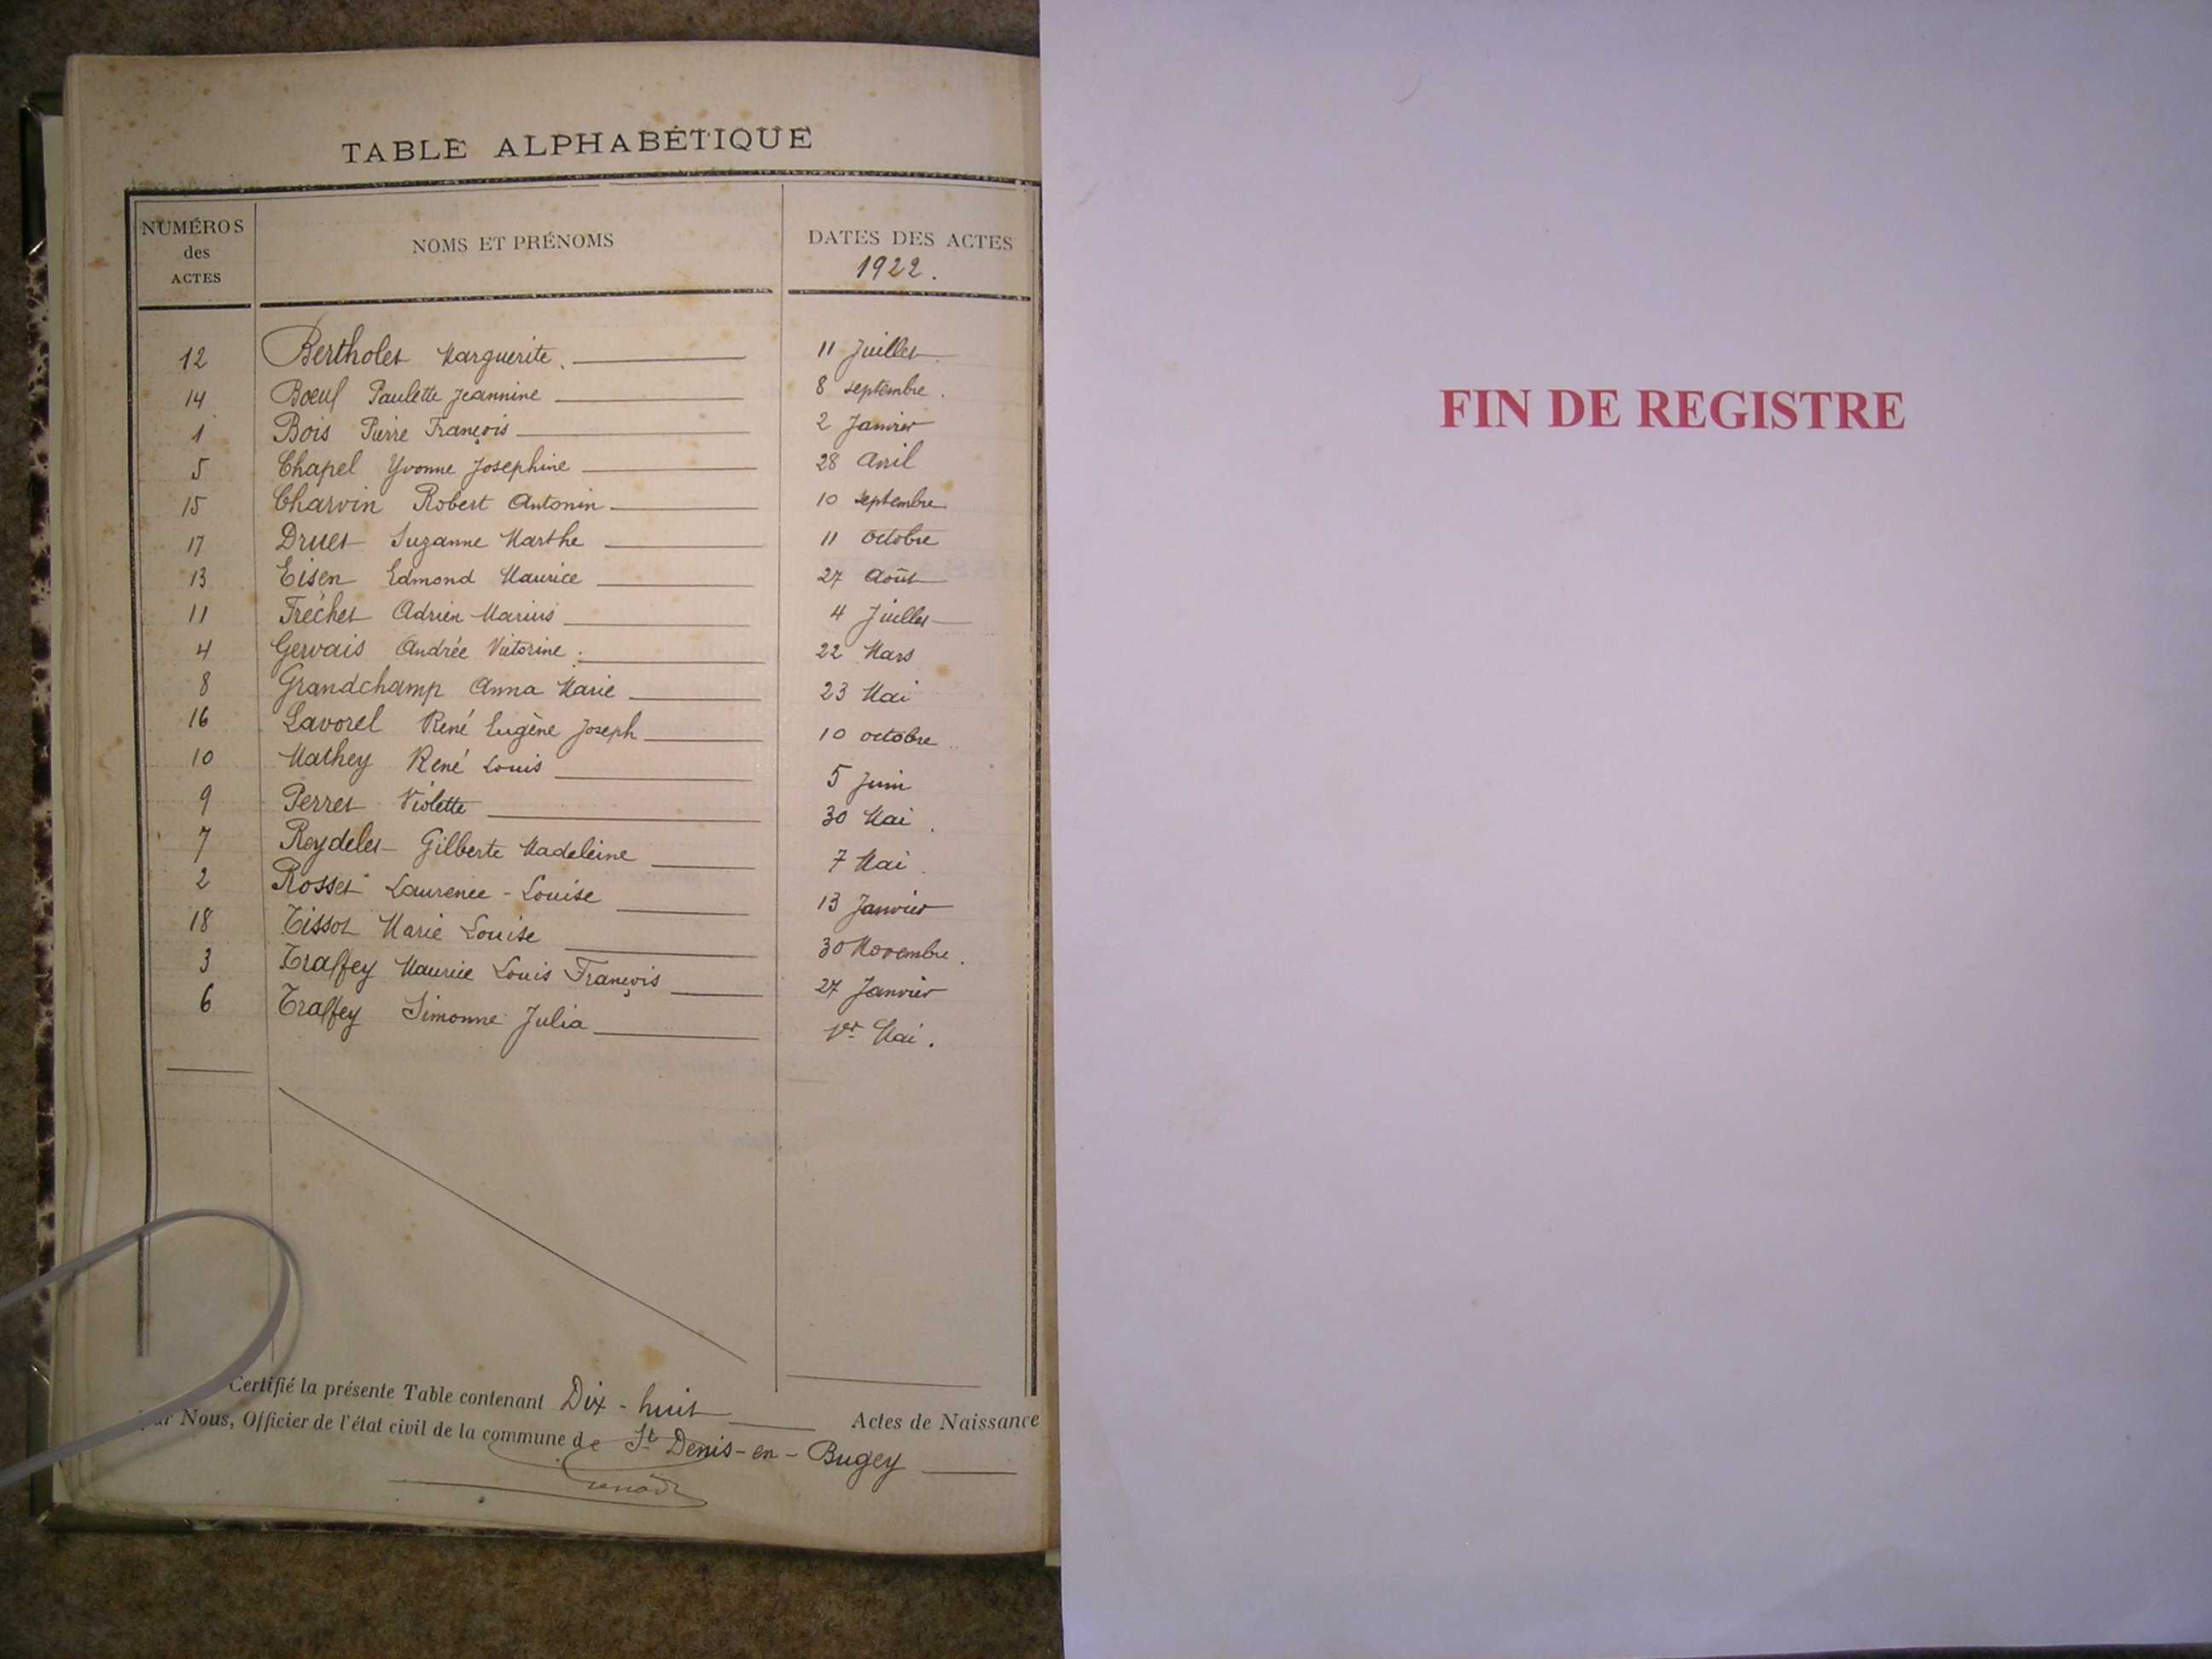 TABLE ALPHABÉTIQUE
NUMÉROS des ACTES NOMS ET PRÉNOMS DATES DES ACTES
1922.
12 Bertholet Marguerite. 11 Juillet
14 Boeuf Paulette Jeannine 8 septembre.
1 Bois Pierre François 2 Janvier
5 Chapel Yvonne Josephine 28 Avril
15 Charvin Robert Antonin 10 septembre
17 Druet Suzanne Marthe 11 octobre
13 Eisen Edmond Maurice 27 Août
11 Fréchet Adrien Marius 4 Juillet
4 Gervais Andrée Victorine. 22 Mars
8 Grandchamp Anna Marie 23 Mai
16 Lavorel René Eugène Joseph 10 octobre
10 Mathey René Louis 5 Juin
9 Perret Violette 30 Mai.
7 Reydelet Gilberte Madeleine 7 Mai
2 Rosset Laurence-Louise 13 Janvier
18 Tissot Marie Louise 30 Novembre.
3 Traffey Maurice Louis François 27 Janvier
6 Traffey Simonne Julia 1er Mai.
Certifié la présente Table contenant Dix-huit Actes de Naissance
par Nous, Officier de l'état civil de la commune de St Denis-en-Bugey
FIN DE REGISTRE